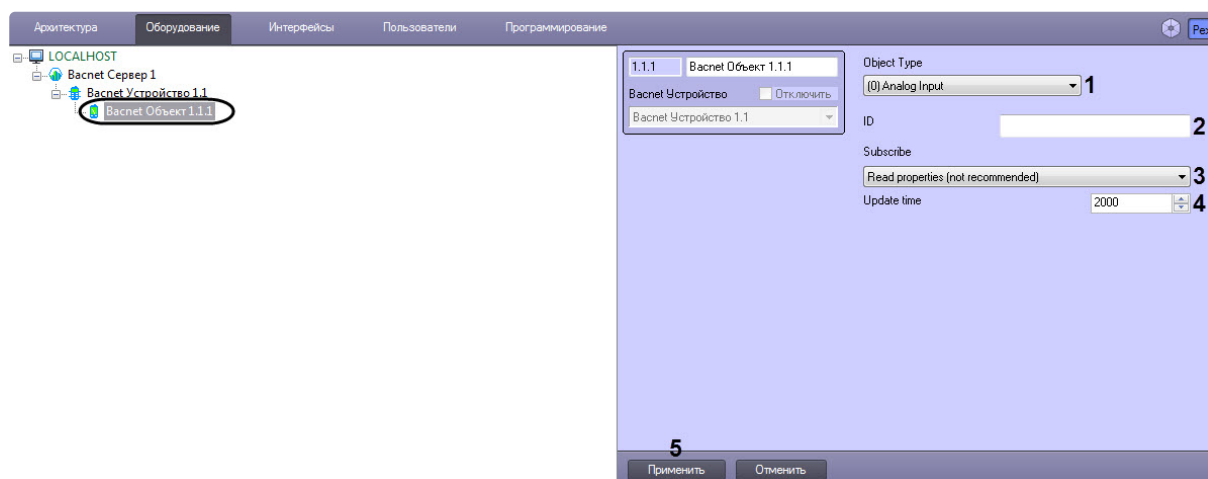 Архитектура Оборудование Интерфейсы Пользователи Программирование
LOCALHOST
Bacnet Сервер 1
Bacnet Устройство 1.1
Bacnet Объект 1.1.1
1.1.1 Bacnet Объект 1.1.1
Bacnet Устройство Отключить
Bacnet Устройство 1.1
Object Type
(0) Analog Input 1
ID 2
Subscribe
Read properties (not recommended) 3
Update time 2000 4
5
Применить Отменить